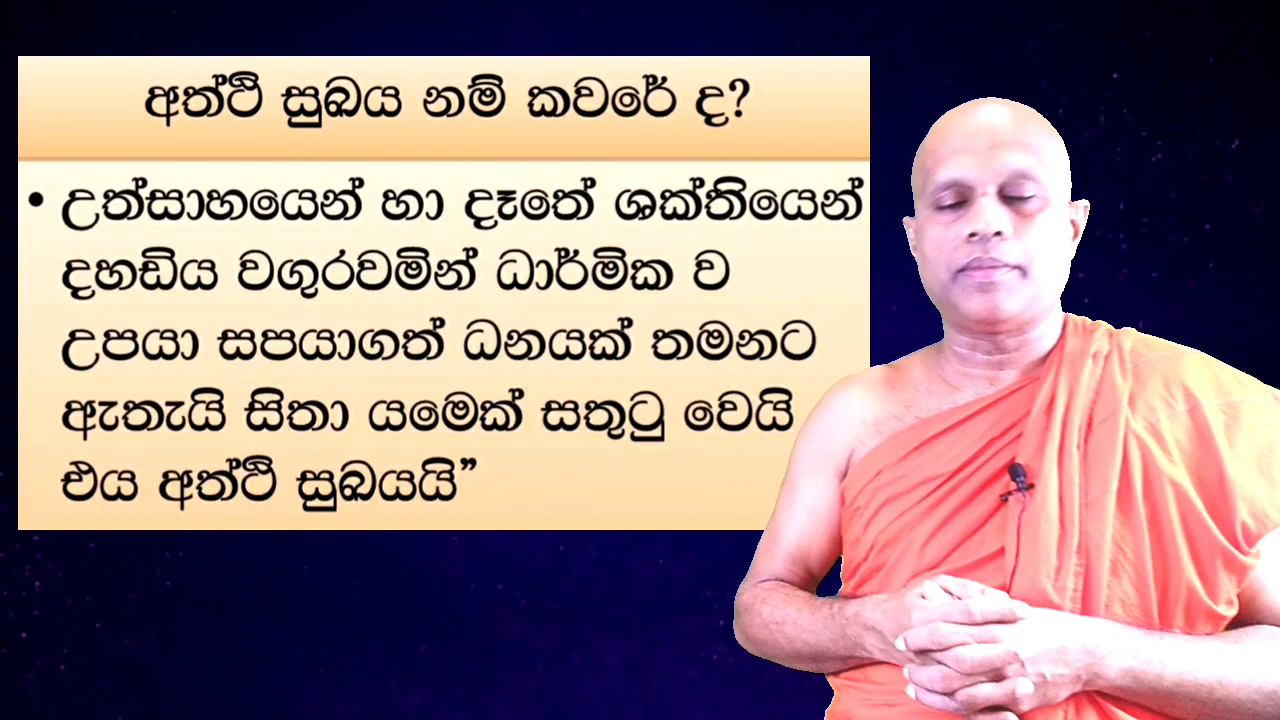 අත්ථි සුඛය නම් කවරේ ද?
• උත්සාහයෙන් හා දෑතේ ශක්තියෙන්
දහඩිය වගුරවමින් ධාර්මික ව
උපයා සපයාගත් ධනයක් තමනට
ඇතැයි සිතා යමෙක් සතුටු වෙයි
එය අත්ථි සුඛයයි”